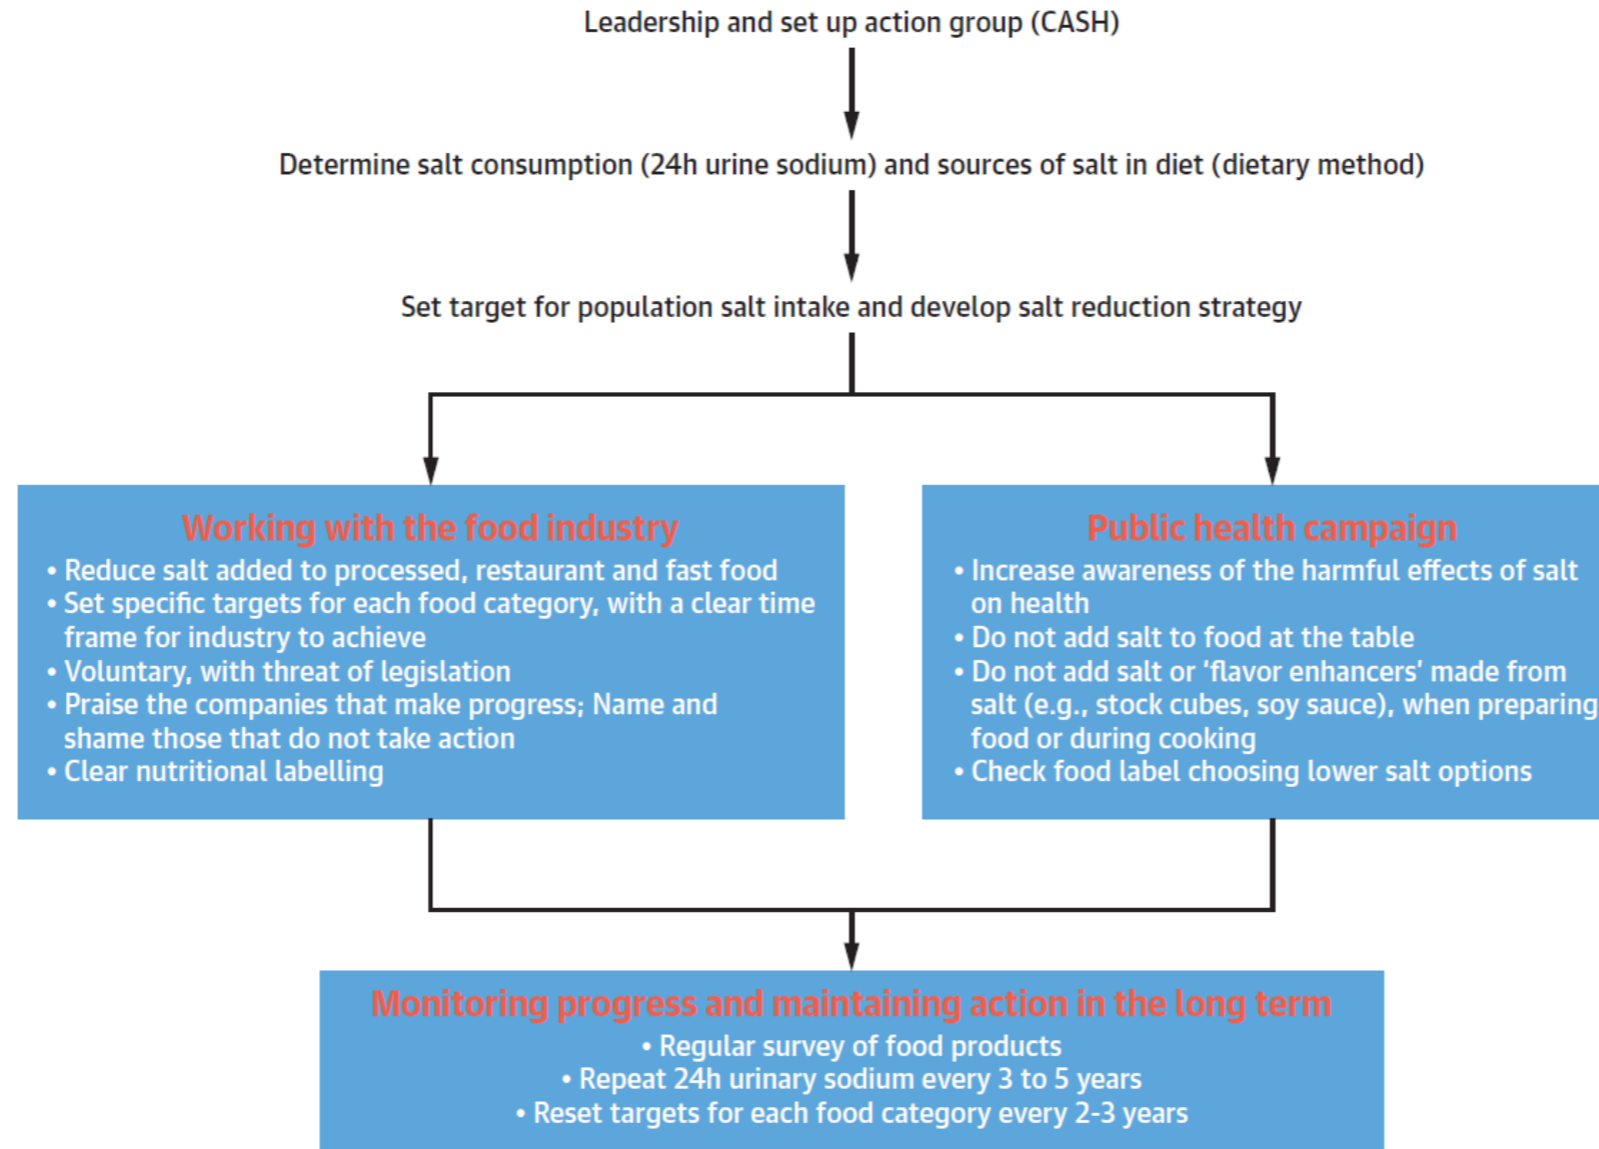 Leadership and set up action group (CASH)
Determine salt consumption (24h urine sodium) and sources of salt in diet (dietary method)
Set target for population salt intake and develop salt reduction strategy
Working with the food industry
• Reduce salt added to processed, restaurant and fast food
• Set specific targets for each food category, with a clear time
frame for industry to achieve
• Voluntary, with threat of legislation
• Praise the companies that make progress; Name and
shame those that do not take action
• Clear nutritional labelling
Public health campaign
• Increase awareness of the harmful effects of salt
on health
• Do not add salt to food at the table
• Do not add salt or ‘flavor enhancers’ made from
salt (e.g., stock cubes, soy sauce), when preparing
food or during cooking
• Check food label choosing lower salt options
Monitoring progress and maintaining action in the long term
• Regular survey of food products
• Repeat 24h urinary sodium every 3 to 5 years
• Reset targets for each food category every 2-3 years